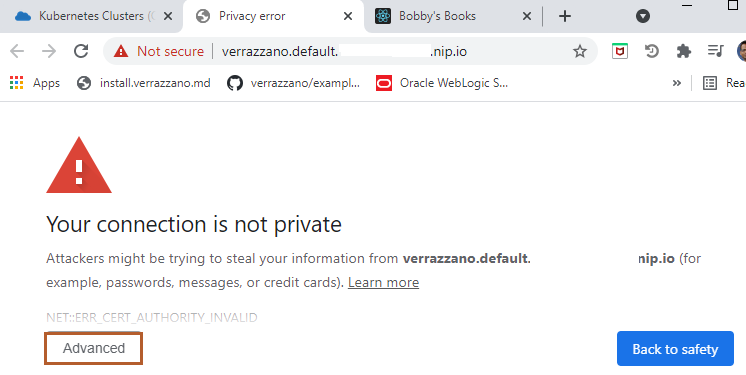 Kubernetes Clusters (
Privacy error
Bobby's Books
Not secure
verrazzano.default. .nip.io
Apps
install.verrazzano.md
verrazzano/exampl...
Oracle WebLogic S...
»
Rea
Your connection is not private
Attackers might be trying to steal your information from verrazzano.default. nip.io (for
example, passwords, messages, or credit cards). Learn more
NET::ERR_CERT_AUTHORITY_INVALID
Advanced
Back to safety